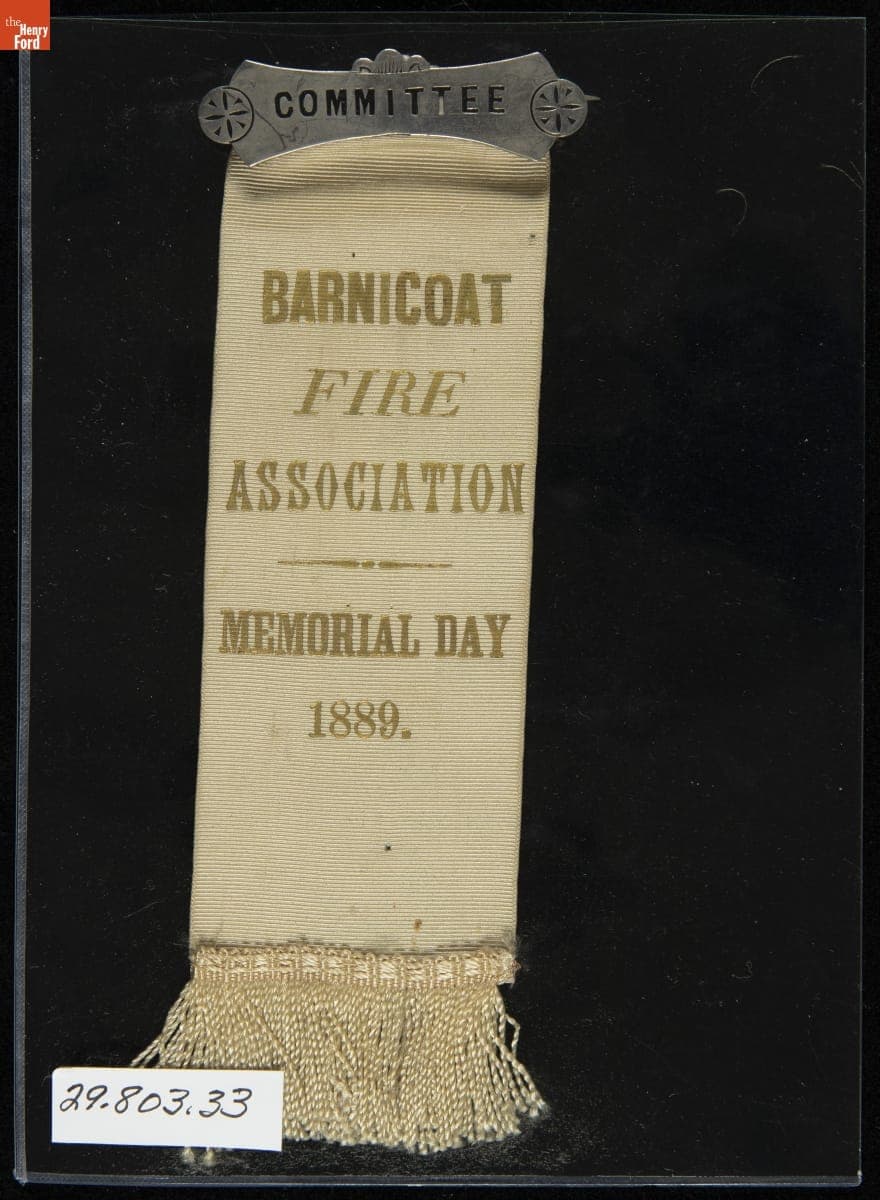 the
Henry
Ford
COMMITTEE
BARNICOAT
FIRE
ASSOCIATION
MEMORIAL DAY
1889.
29.803.33